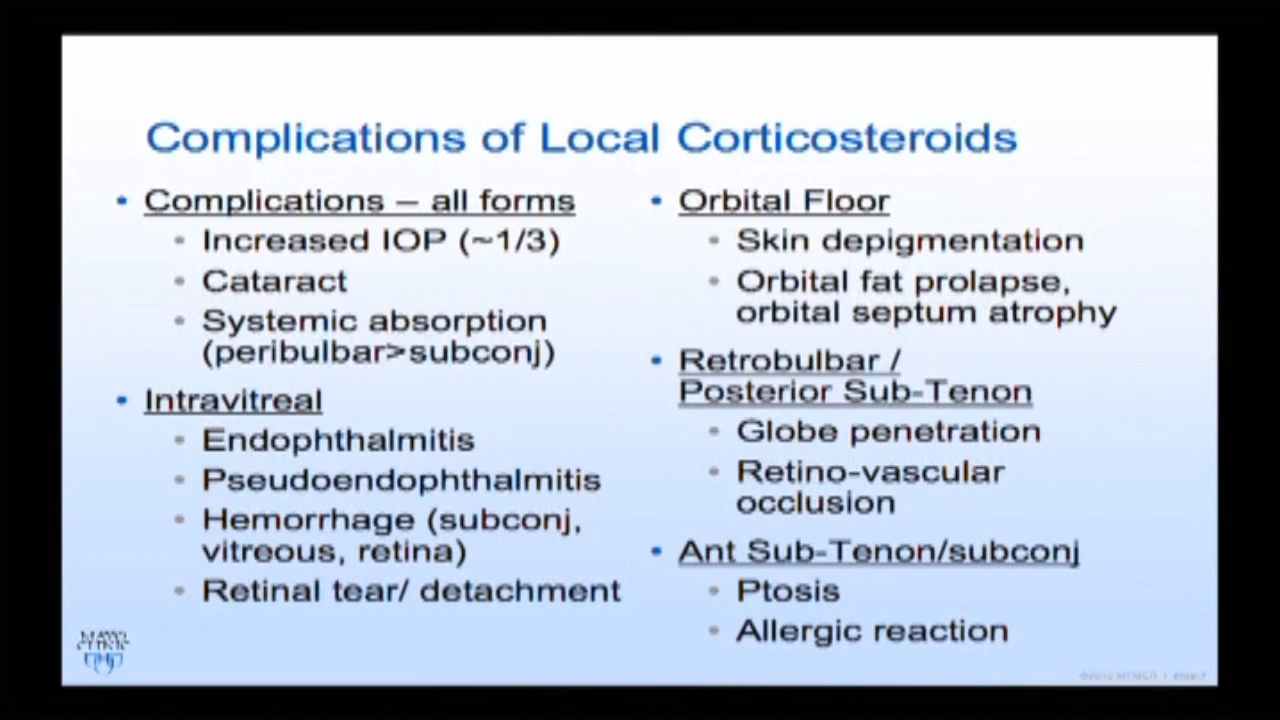 Complications of Local Corticosteroids
• Complications – all forms
• Increased IOP (~1/3)
• Cataract
• Systemic absorption
(peribulbar>subconj)
• Intravitreal
• Endophthalmitis
• Pseudoendophthalmitis
• Hemorrhage (subconj,
vitreous, retina)
• Retinal tear/ detachment
• Orbital Floor
• Skin depigmentation
• Orbital fat prolapse,
orbital septum atrophy
• Retrobulbar /
Posterior Sub-Tenon
• Globe penetration
• Retino-vascular
occlusion
• Ant Sub-Tenon/subconj
• Ptosis
• Allergic reaction
MAYO
CLINIC